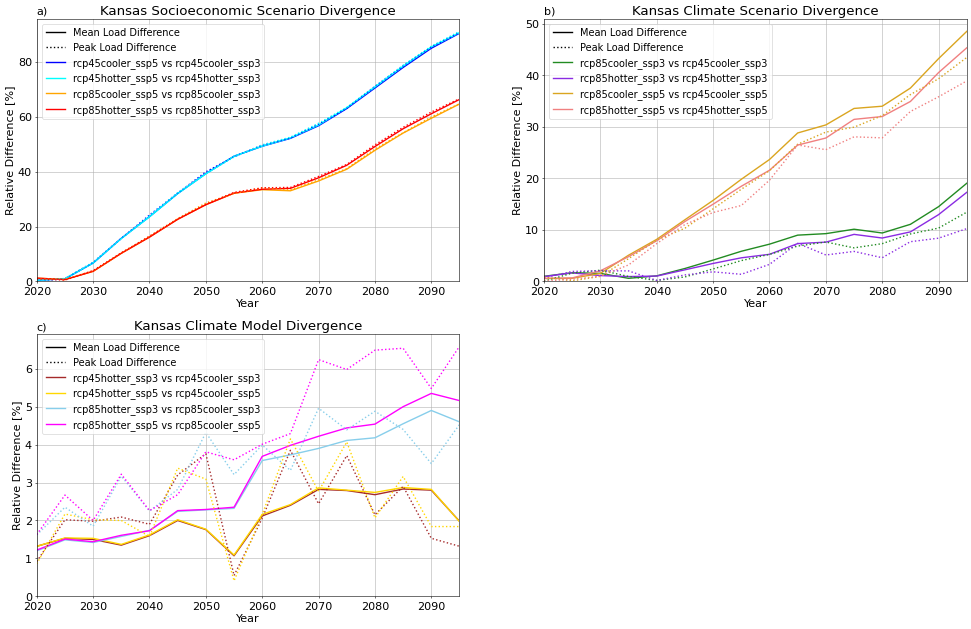 a)
Kansas Socioeconomic Scenario Divergence
Mean Load Difference
Peak Load Difference
rcp45cooler_ssp5 vs rcp45cooler_ssp3
rcp45hotter_ssp5 vs rcp45hotter_ssp3
rcp85cooler_ssp5 vs rcp85cooler_ssp3
rcp85hotter_ssp5 vs rcp85hotter_ssp3
Relative Difference [%]
0
20
40
60
80
2020
2030
2040
2050
2060
2070
2080
2090
Year
b)
Kansas Climate Scenario Divergence
Mean Load Difference
Peak Load Difference
rcp85cooler_ssp3 vs rcp45cooler_ssp3
rcp85hotter_ssp3 vs rcp45hotter_ssp3
rcp85cooler_ssp5 vs rcp45cooler_ssp5
rcp85hotter_ssp5 vs rcp45hotter_ssp5
Relative Difference [%]
0
10
20
30
40
50
2020
2030
2040
2050
2060
2070
2080
2090
Year
c)
Kansas Climate Model Divergence
Mean Load Difference
Peak Load Difference
rcp45hotter_ssp3 vs rcp45cooler_ssp3
rcp45hotter_ssp5 vs rcp45cooler_ssp5
rcp85hotter_ssp3 vs rcp85cooler_ssp3
rcp85hotter_ssp5 vs rcp85cooler_ssp5
Relative Difference [%]
0
1
2
3
4
5
6
2020
2030
2040
2050
2060
2070
2080
2090
Year